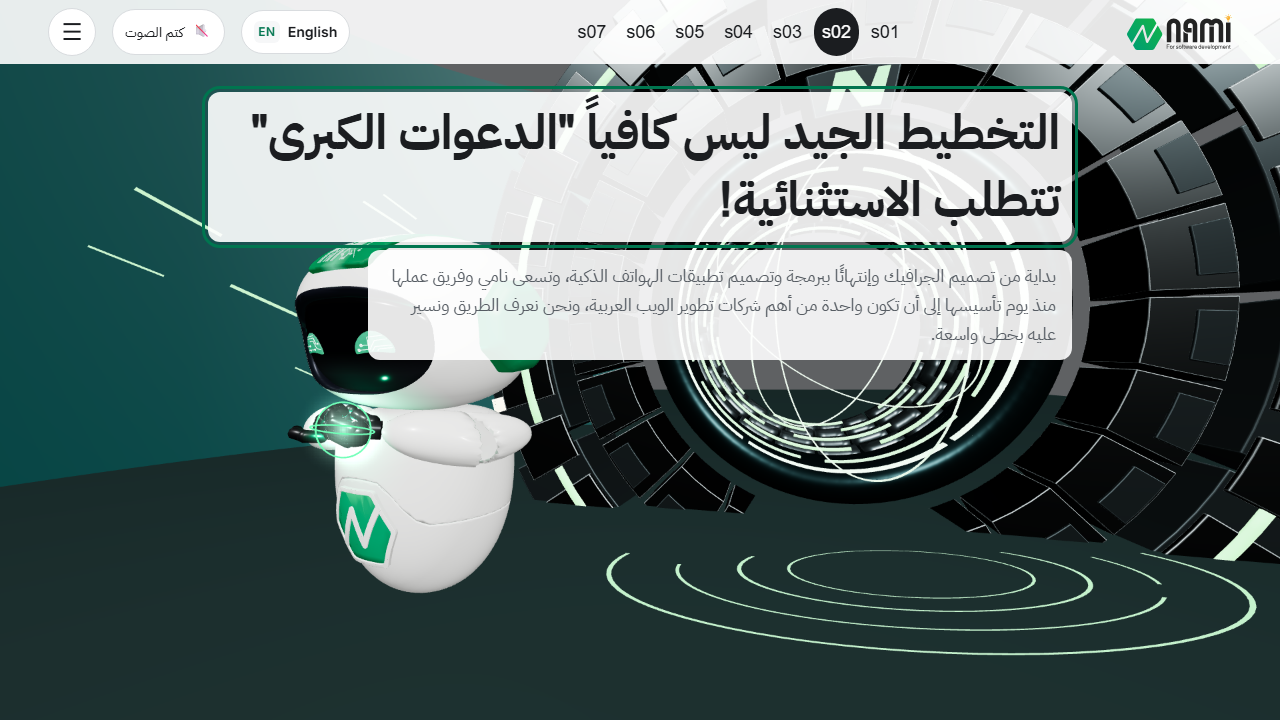 NAMI
For software development
s01 s02 s03 s04 s05 s06 s07
EN English
كتم الصوت
التخطيط الجيد ليس كافياً "الدعوات الكبرى"
تتطلب الاستثنائية!
بداية من تصميم الجرافيك وإنتهائًا ببرمجة وتصميم تطبيقات الهواتف الذكية، وتسعى نامي وفريق عملها
منذ يوم تأسيسها إلى أن تكون واحدة من أهم شركات تطوير الويب العربية، ونحن نعرف الطريق ونسير
عليه بخطى واسعة.